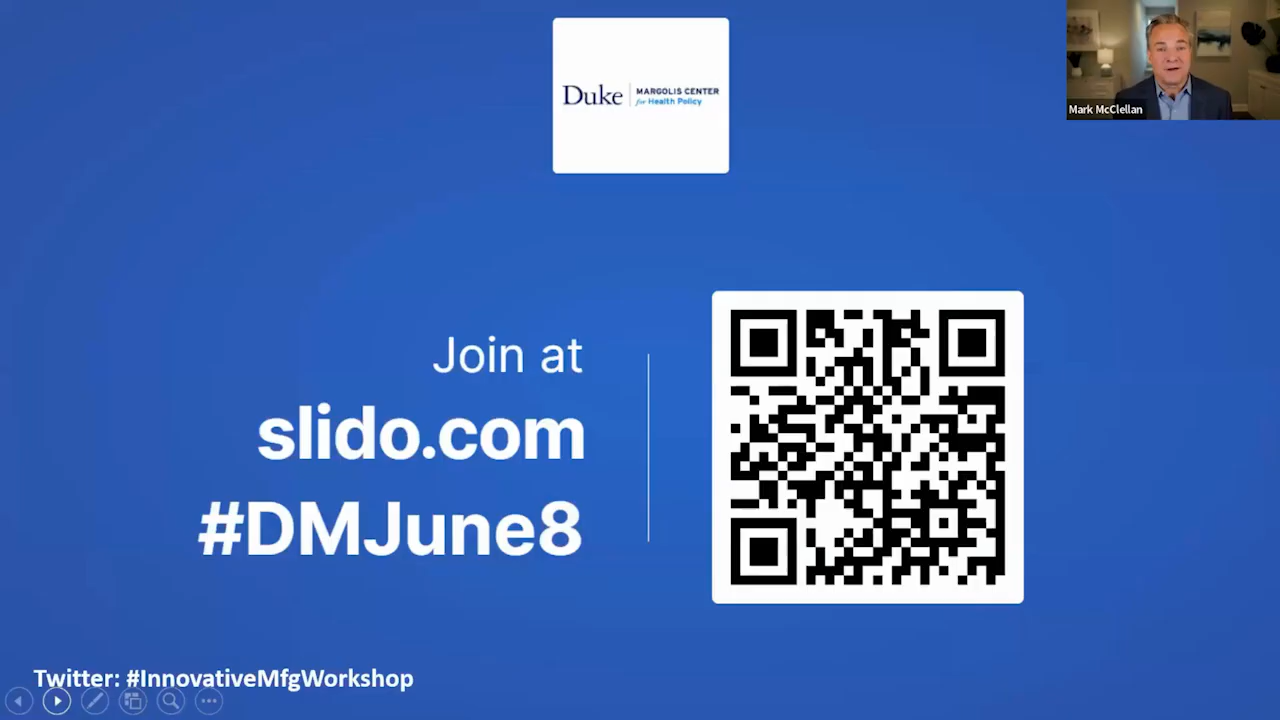 Duke
MARGOLIS CENTER
for Health Policy
Mark McClellan
Join at
slido.com
#DMJune8
Twitter: #InnovativeMfgWorkshop